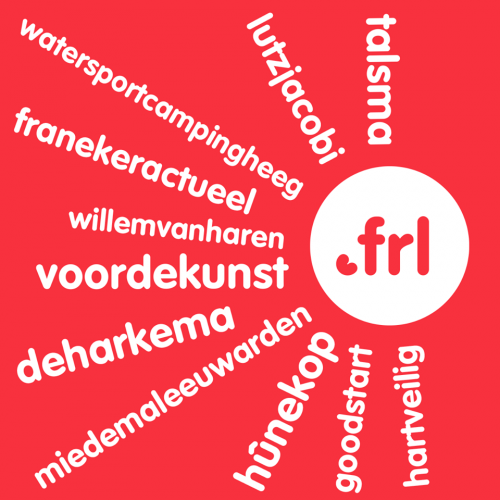 talsma
lutzjacobi
watersportcampingheeg
franekeractueel
willemvanharen
voordekunst
deharkema
miedemaleeuwarden
hûnekop
goodstart
hartveilig
.frl